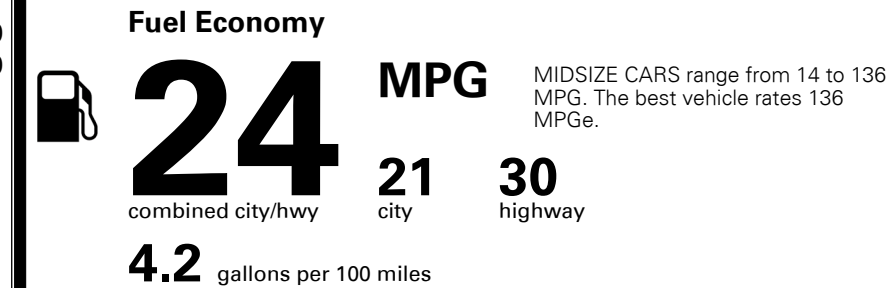 Fuel Economy
24
MPG
MIDSIZE CARS range from 14 to 136
MPG. The best vehicle rates 136
MPGe.
combined city/hwy
21
city
30
highway
4.2 gallons per 100 miles